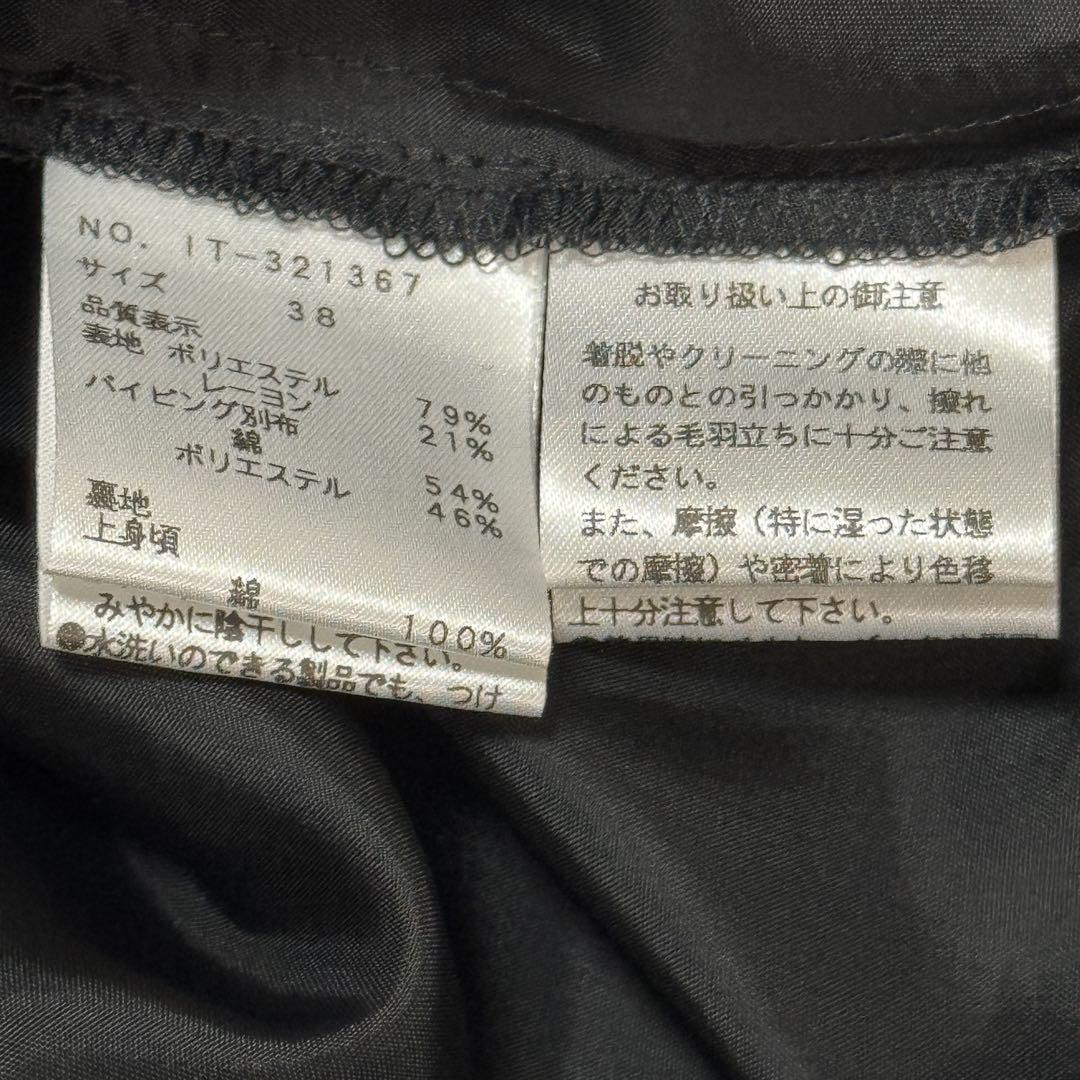 NO. IT-321367
サイズ 38
品質表示
表地 ポリエステル 79%
レーヨン 21%
パイピング別布
綿 54%
ポリエステル 46%
裏地
上身頃
綿 100%
みやかに陰干しして下さい。
●水洗いのできる製品でも、つけ
お取り扱い上の御注意
着脱やクリーニングの際に他
のものとの引っかかり、擦れ
による毛羽立ちに十分ご注意
ください。
また、摩擦（特に湿った状態
での摩擦）や密着により色移
上十分注意して下さい。